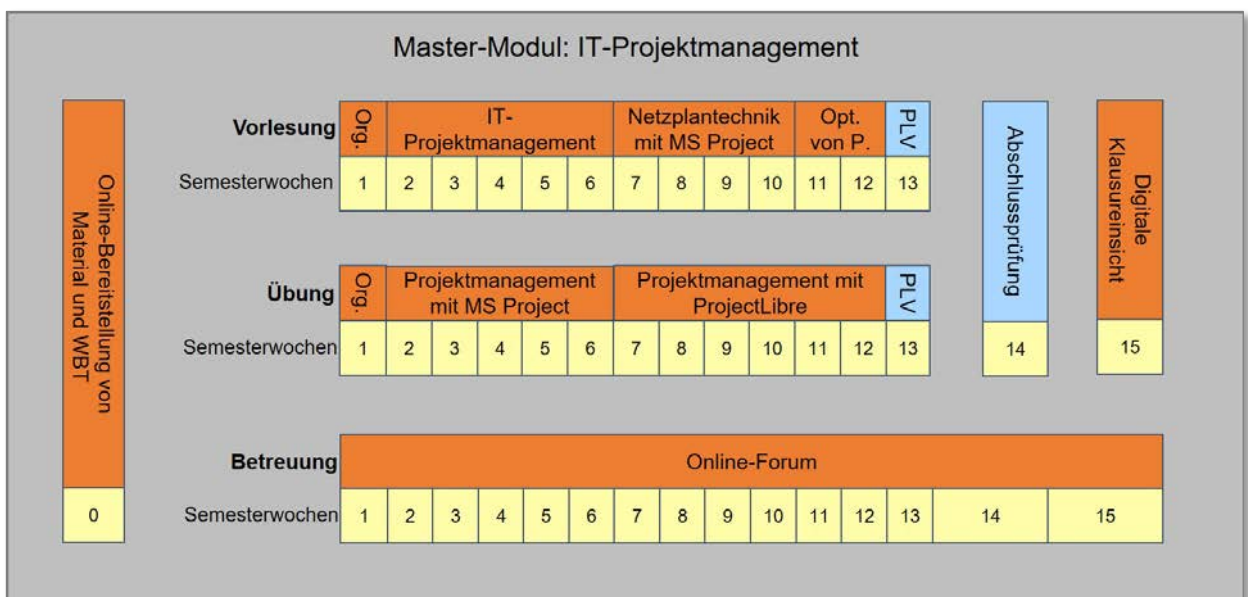 Master-Modul: IT-Projektmanagement
Online-Bereitstellung von
Material und WBT
0
Vorlesung
Org.
IT-
Projektmanagement
Netzplantechnik
mit MS Project
Opt.
von P.
PLV
Semesterwochen
1 2 3 4 5 6 7 8 9 10 11 12 13
Übung
Org.
Projektmanagement
mit MS Project
Projektmanagement mit
ProjectLibre
PLV
Semesterwochen
1 2 3 4 5 6 7 8 9 10 11 12 13
Abschlussprüfung
14
Digitale
Klausureinsicht
15
Betreuung
Online-Forum
Semesterwochen
1 2 3 4 5 6 7 8 9 10 11 12 13 14 15